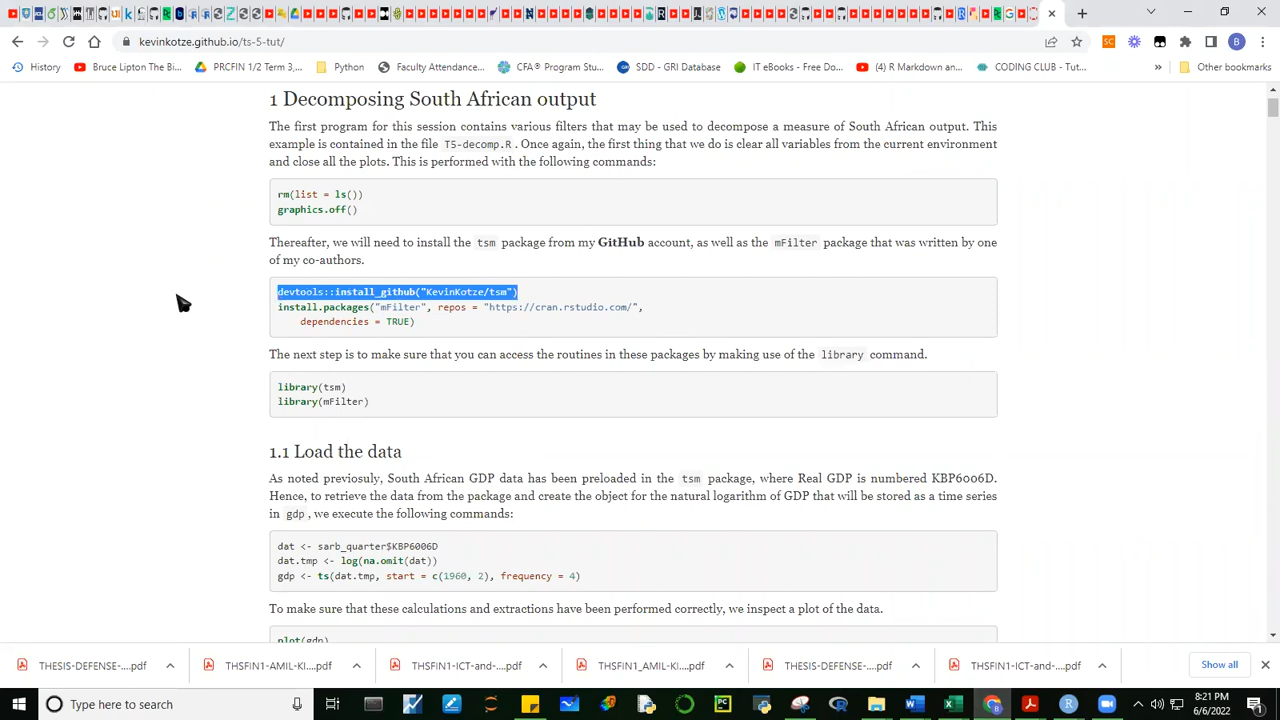 kevinkotze.github.io/ts-5-tut/
B
History
Bruce Lipton The Bi...
PRCFIN 1/2 Term 3,...
Python
Faculty Attendance...
CFA® Program Stu...
SDD - GRI Database
IT eBooks - Free Do...
(4) R Markdown an...
CODING CLUB - Tut...
»
Other bookmarks
1 Decomposing South African output
The first program for this session contains various filters that may be used to decompose a measure of South African output. This
example is contained in the file T5-decomp.R. Once again, the first thing that we do is clear all variables from the current environment
and close all the plots. This is performed with the following commands:
rm(list = ls())
graphics.off()
Thereafter, we will need to install the tsm package from my GitHub account, as well as the mFilter package that was written by one
of my co-authors.
devtools::install_github("KevinKotze/tsm")
install.packages("mFilter", repos = "https://cran.rstudio.com/",
dependencies = TRUE)
The next step is to make sure that you can access the routines in these packages by making use of the library command.
library(tsm)
library(mFilter)
1.1 Load the data
As noted previously, South African GDP data has been preloaded in the tsm package, where Real GDP is numbered KBP6006D.
Hence, to retrieve the data from the package and create the object for the natural logarithm of GDP that will be stored as a time series
in gdp, we execute the following commands:
dat <- sarb_quarter$KBP6006D
dat.tmp <- log(na.omit(dat))
gdp <- ts(dat.tmp, start = c(1960, 2), frequency = 4)
To make sure that these calculations and extractions have been performed correctly, we inspect a plot of the data.
plot(gdp)
THESIS-DEFENSE-....pdf
THSFIN1-AMIL-KI....pdf
THSFIN1-ICT-and-....pdf
THSFIN1_AMIL-KI....pdf
THESIS-DEFENSE-....pdf
THSFIN1-ICT-and-....pdf
Show all
Type here to search
8:21 PM
6/6/2022